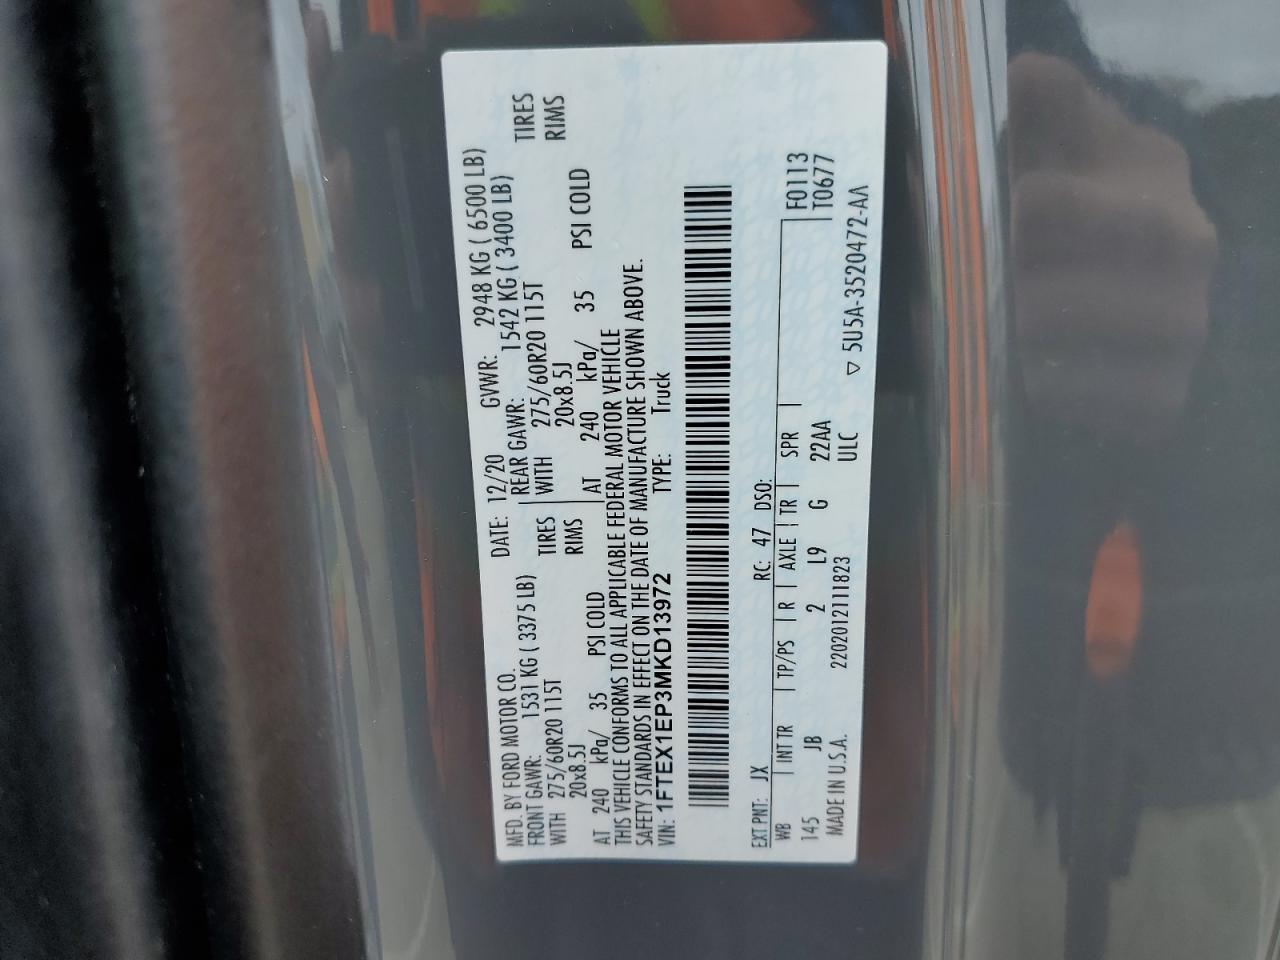 MFD. BY FORD MOTOR CO. DATE: 12/20 GVWR: 2948 KG ( 6500 LB)
FRONT GAWR: 1531 KG ( 3375 LB) REAR GAWR: 1542 KG ( 3400 LB)
WITH 275/60R20 115T TIRES WITH 275/60R20 115T TIRES
20x8.5J RIMS 20x8.5J RIMS
AT 240 kPa/ 35 PSI COLD AT 240 kPa/ 35 PSI COLD
THIS VEHICLE CONFORMS TO ALL APPLICABLE FEDERAL MOTOR VEHICLE
SAFETY STANDARDS IN EFFECT ON THE DATE OF MANUFACTURE SHOWN ABOVE.
VIN: 1FTEX1EP3MKD13972 TYPE: Truck
EXT PNT: JX RC: 47 DSO:
WB INT TR TP/PS R AXLE TR SPR F0113
145 JB 2 L9 G 22AA T0677
MADE IN U.S.A. 22020121111823 ULC
▽ 5U5A-3520472-AA